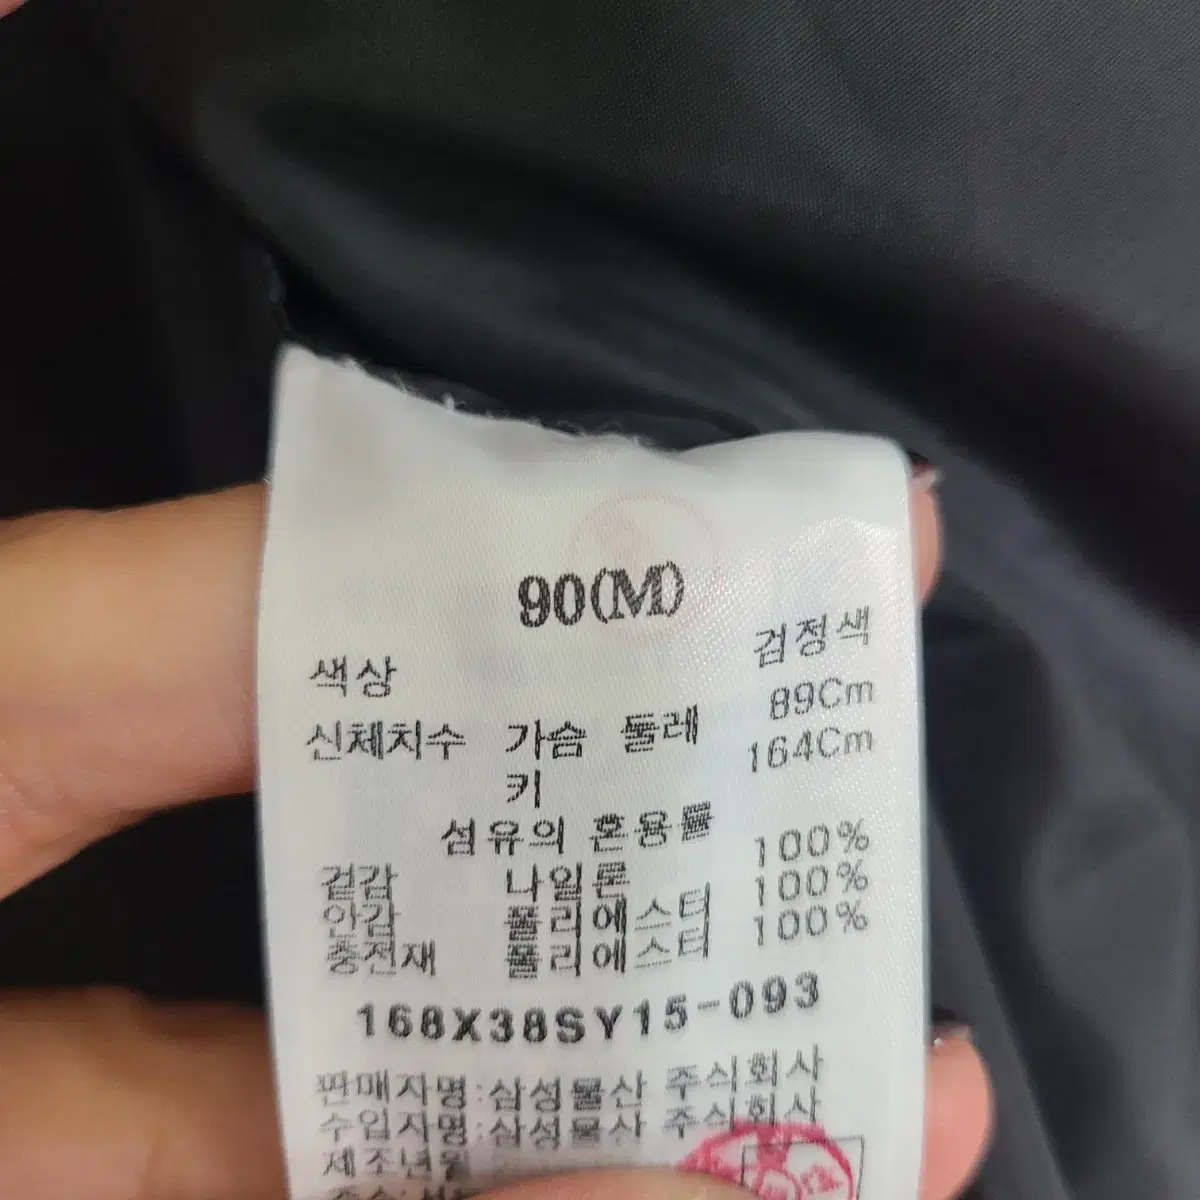 90(M)
색상 검정색
신체치수 가슴 둘레 89Cm
키 164Cm
섬유의 혼용률
겉감 나일론 100%
안감 폴리에스터 100%
충전재 폴리에스터 100%
168X38SY15-093
판매자명:삼성물산 주식회사
수입자명:삼성물산 주식회사
제조년월